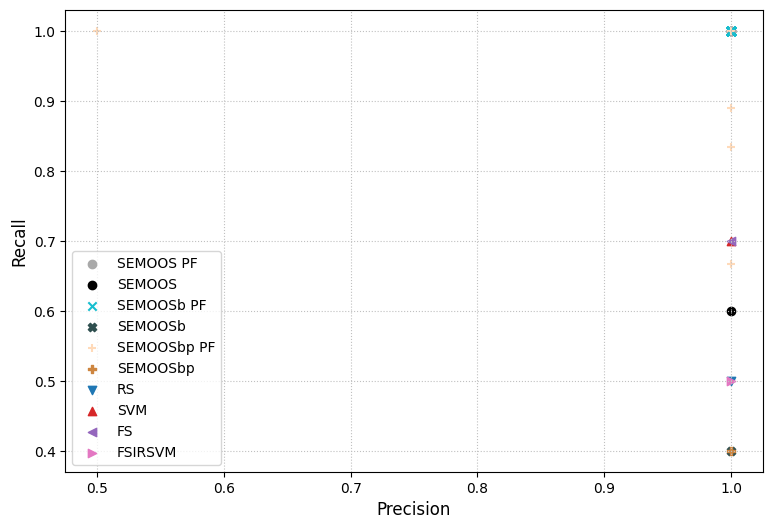 1.0
0.9
0.8
0.7
0.6
0.5
0.4
Recall
SEMOOS PF
SEMOOS
SEMOOSb PF
SEMOOSb
SEMOOSbp PF
SEMOOSbp
RS
SVM
FS
FSIRSVM
0.5 0.6 0.7 0.8 0.9 1.0
Precision